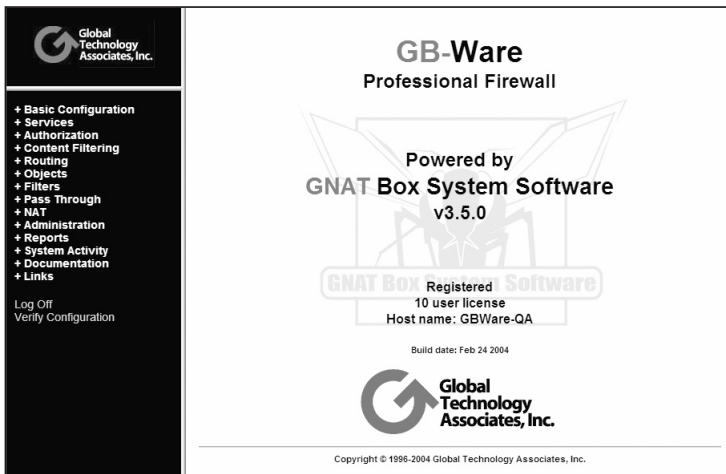 Global
Technology
Associates, Inc.
+ Basic Configuration
+ Services
+ Authorization
+ Content Filtering
+ Routing
+ Objects
+ Filters
+ Pass Through
+ NAT
+ Administration
+ Reports
+ System Activity
+ Documentation
+ Links
Log Off
Verify Configuration
GB-Ware
Professional Firewall
Powered by
GNAT Box System Software
v3.5.0
GNAT Box System Software
Registered
10 user license
Host name: GBWare-QA
Build date: Feb 24 2004
Global
Technology
Associates, Inc.
Copyright © 1996-2004 Global Technology Associates, Inc.